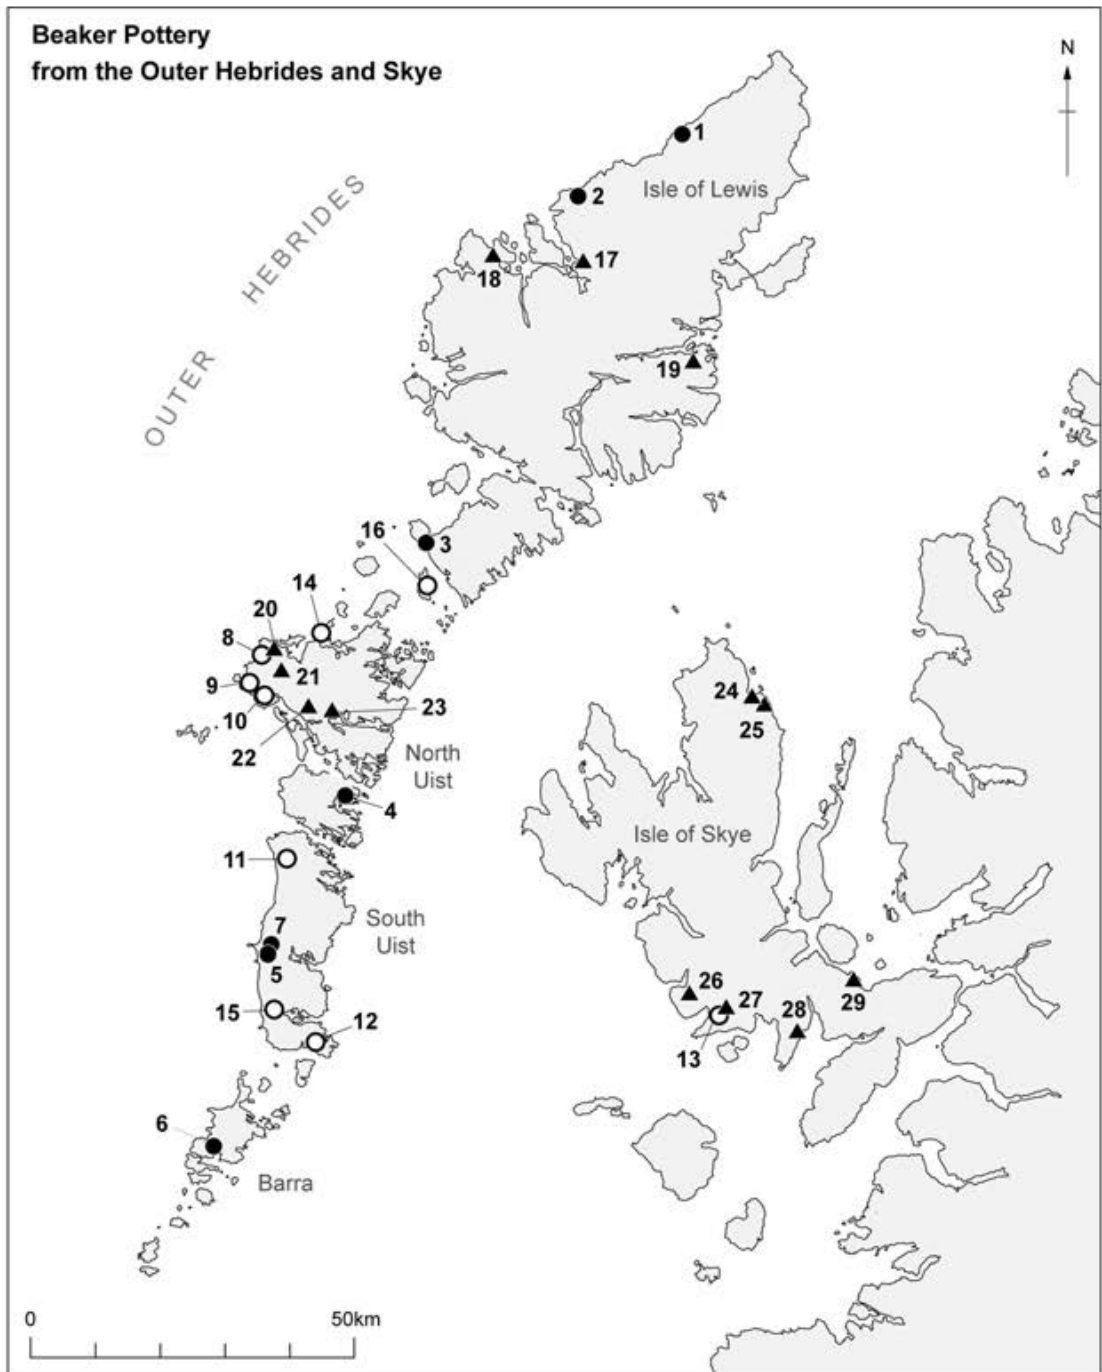 Beaker Pottery
from the Outer Hebrides and Skye
N
1
Isle of Lewis
2
OUTER HEBRIDES
17
18
19
16
3
14
20
8
21
9
10
23
22
North
Uist
24
25
4
Isle of Skye
11
South
Uist
7
5
26
27
28
29
15
12
13
6
Barra
0
50km